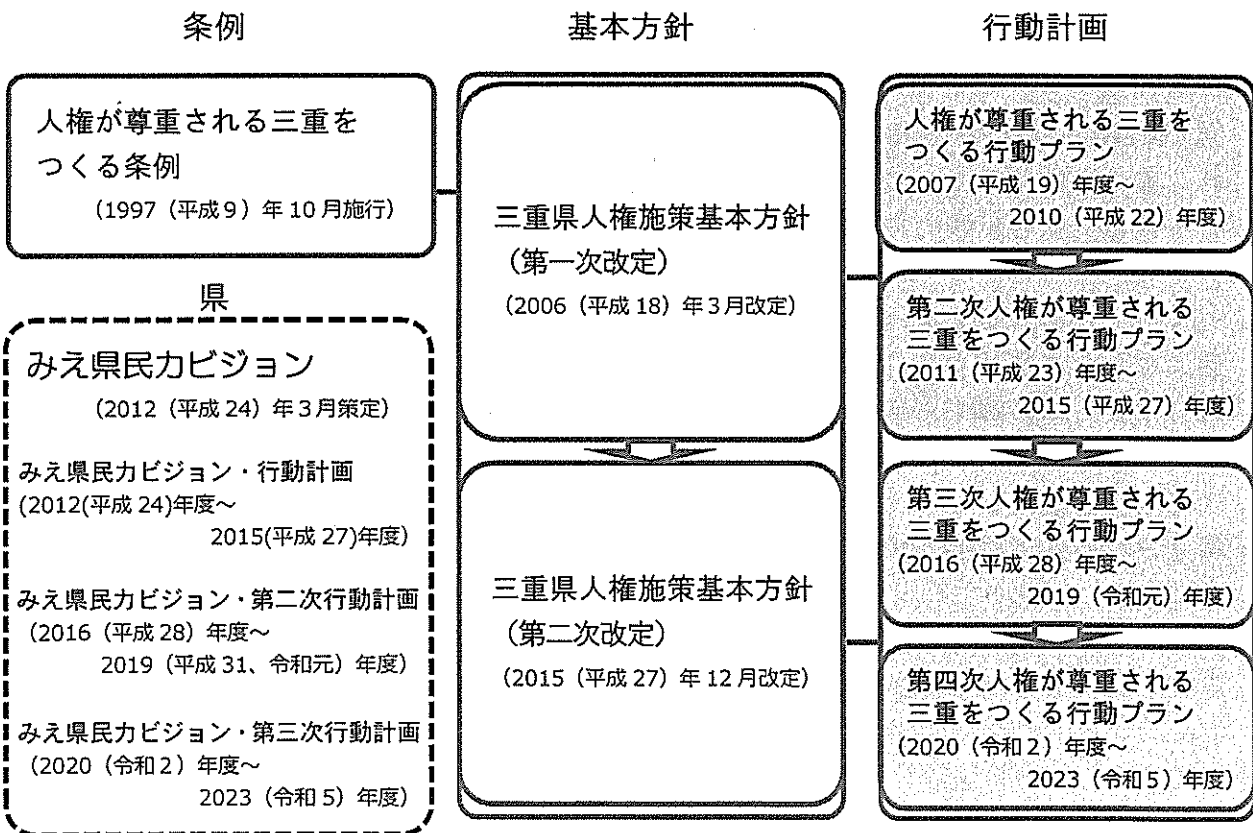 条例
人権が尊重される三重を
つくる条例
（1997（平成9）年10月施行）
県
みえ県民力ビジョン
（2012（平成24）年3月策定）
みえ県民力ビジョン・行動計画
(2012(平成24)年度～
2015(平成27)年度）
みえ県民力ビジョン・第二次行動計画
（2016（平成28）年度～
2019（平成31、令和元）年度）
みえ県民力ビジョン・第三次行動計画
（2020（令和2）年度～
2023（令和5）年度）
基本方針
三重県人権施策基本方針
（第一次改定）
（2006（平成18）年3月改定）
三重県人権施策基本方針
（第二次改定）
（2015（平成27）年12月改定）
行動計画
人権が尊重される三重を
つくる行動プラン
（2007（平成19）年度～
2010（平成22）年度）
第二次人権が尊重される
三重をつくる行動プラン
（2011（平成23）年度～
2015（平成27）年度）
第三次人権が尊重される
三重をつくる行動プラン
（2016（平成28）年度～
2019（令和元）年度）
第四次人権が尊重される
三重をつくる行動プラン
（2020（令和2）年度～
2023（令和5）年度）